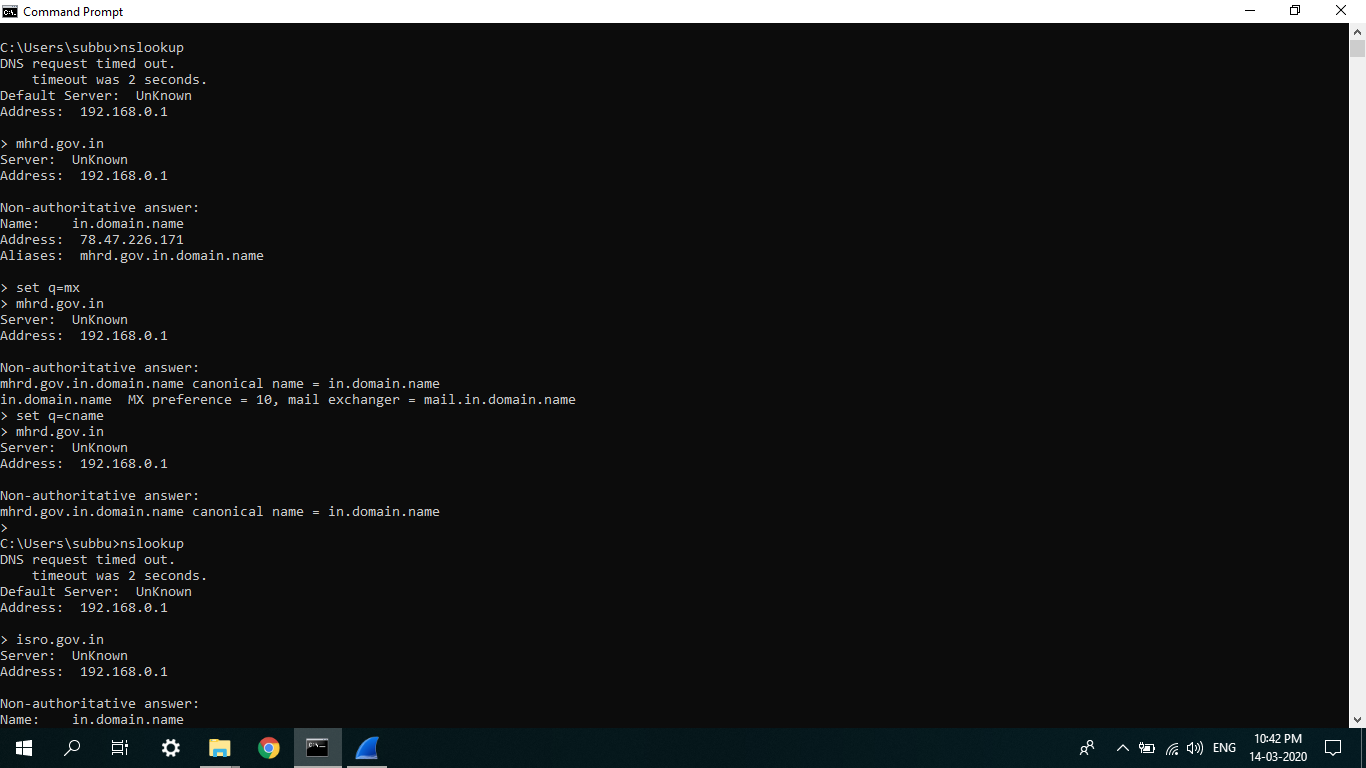 Command Prompt
C:\Users\subbu>nslookup
DNS request timed out.
    timeout was 2 seconds.
Default Server:  UnKnown
Address:  192.168.0.1
> mhrd.gov.in
Server:  UnKnown
Address:  192.168.0.1
Non-authoritative answer:
Name:    in.domain.name
Address:  78.47.226.171
Aliases:  mhrd.gov.in.domain.name
> set q=mx
> mhrd.gov.in
Server:  UnKnown
Address:  192.168.0.1
Non-authoritative answer:
mhrd.gov.in.domain.name canonical name = in.domain.name
in.domain.name  MX preference = 10, mail exchanger = mail.in.domain.name
> set q=cname
> mhrd.gov.in
Server:  UnKnown
Address:  192.168.0.1
Non-authoritative answer:
mhrd.gov.in.domain.name canonical name = in.domain.name
>
C:\Users\subbu>nslookup
DNS request timed out.
    timeout was 2 seconds.
Default Server:  UnKnown
Address:  192.168.0.1
> isro.gov.in
Server:  UnKnown
Address:  192.168.0.1
Non-authoritative answer:
Name:    in.domain.name
ENG
10:42 PM
14-03-2020